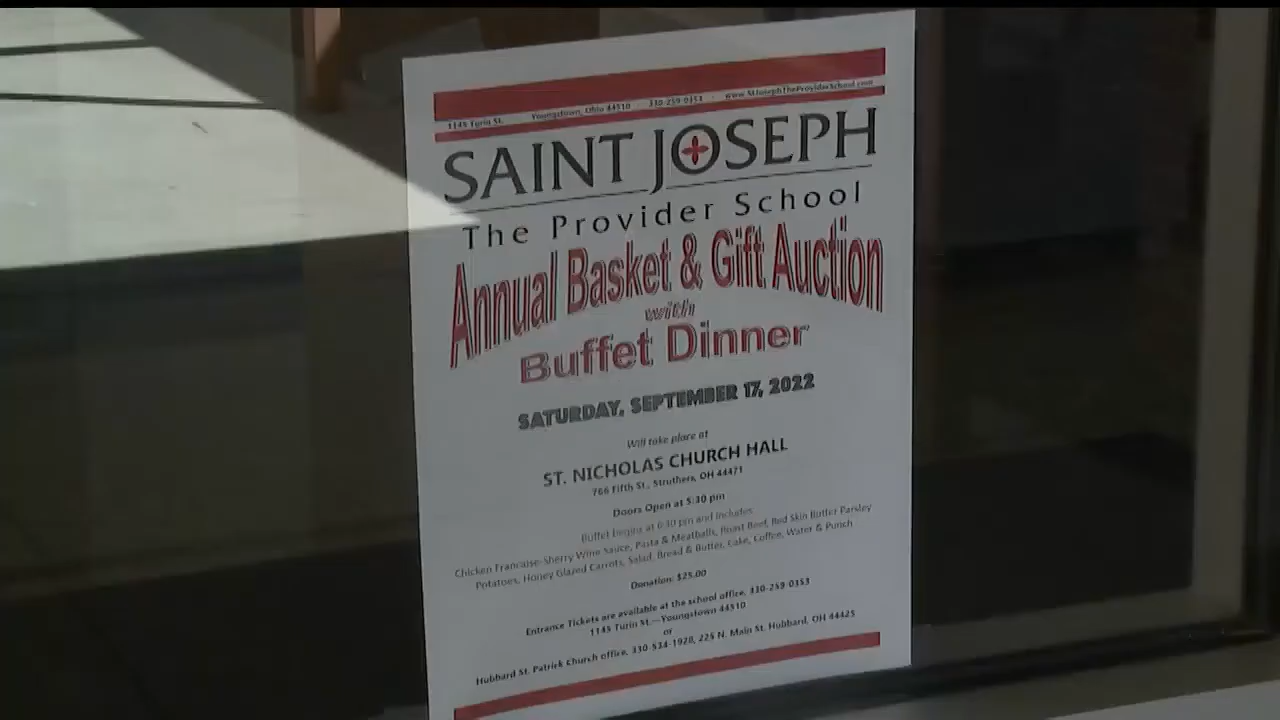 1145 Turin St. Youngstown, Ohio 44510 · 330-259-0353 · www.StJosephTheProviderSchool.com
SAINT JOSEPH
The Provider School
Annual Basket & Gift Auction
with
Buffet Dinner
SATURDAY, SEPTEMBER 17, 2022
Will take place at
ST. NICHOLAS CHURCH HALL
766 Fifth St., Struthers, OH 44471
Doors Open at 5:30 pm
Buffet begins at 6:30 pm and includes:
Chicken Francaise-Sherry Wine Sauce, Pasta & Meatballs, Roast Beef, Red Skin Butter Parsley
Potatoes, Honey Glazed Carrots, Salad, Bread & Butter, Cake, Coffee, Water & Punch
Donation: $25.00
Entrance Tickets are available at the school office, 330-259-0353
1145 Turin St.—Youngstown 44510
or
Hubbard St. Patrick Church office, 330-534-1928, 225 N. Main St. Hubbard, OH 44425